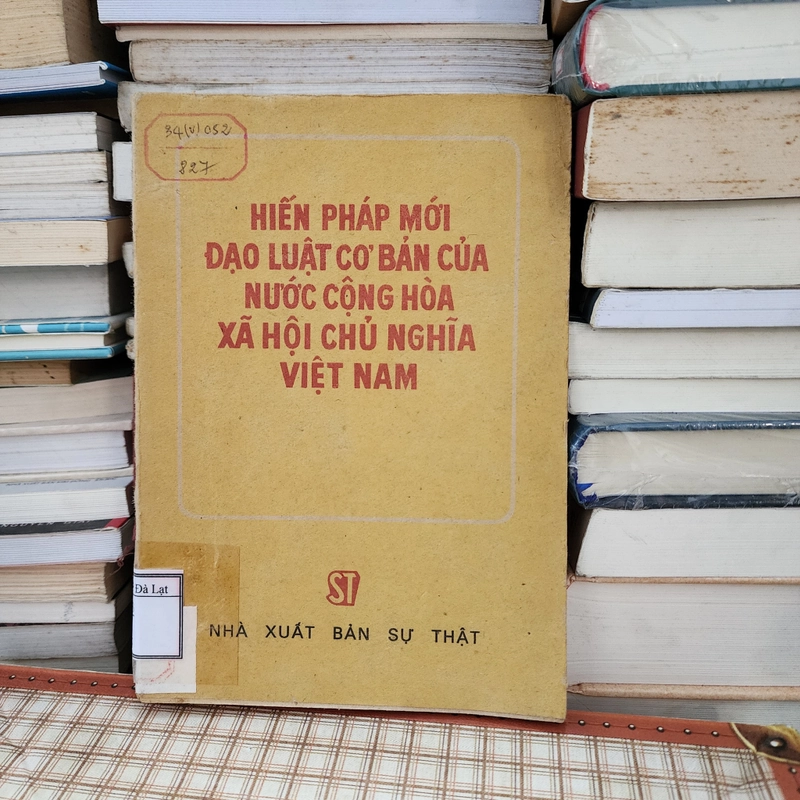 34(V)052
827
HIẾN PHÁP MỚI
ĐẠO LUẬT CƠ BẢN CỦA
NƯỚC CỘNG HÒA
XÃ HỘI CHỦ NGHĨA
VIỆT NAM
Đà Lạt
ST
NHÀ XUẤT BẢN SỰ THẬT